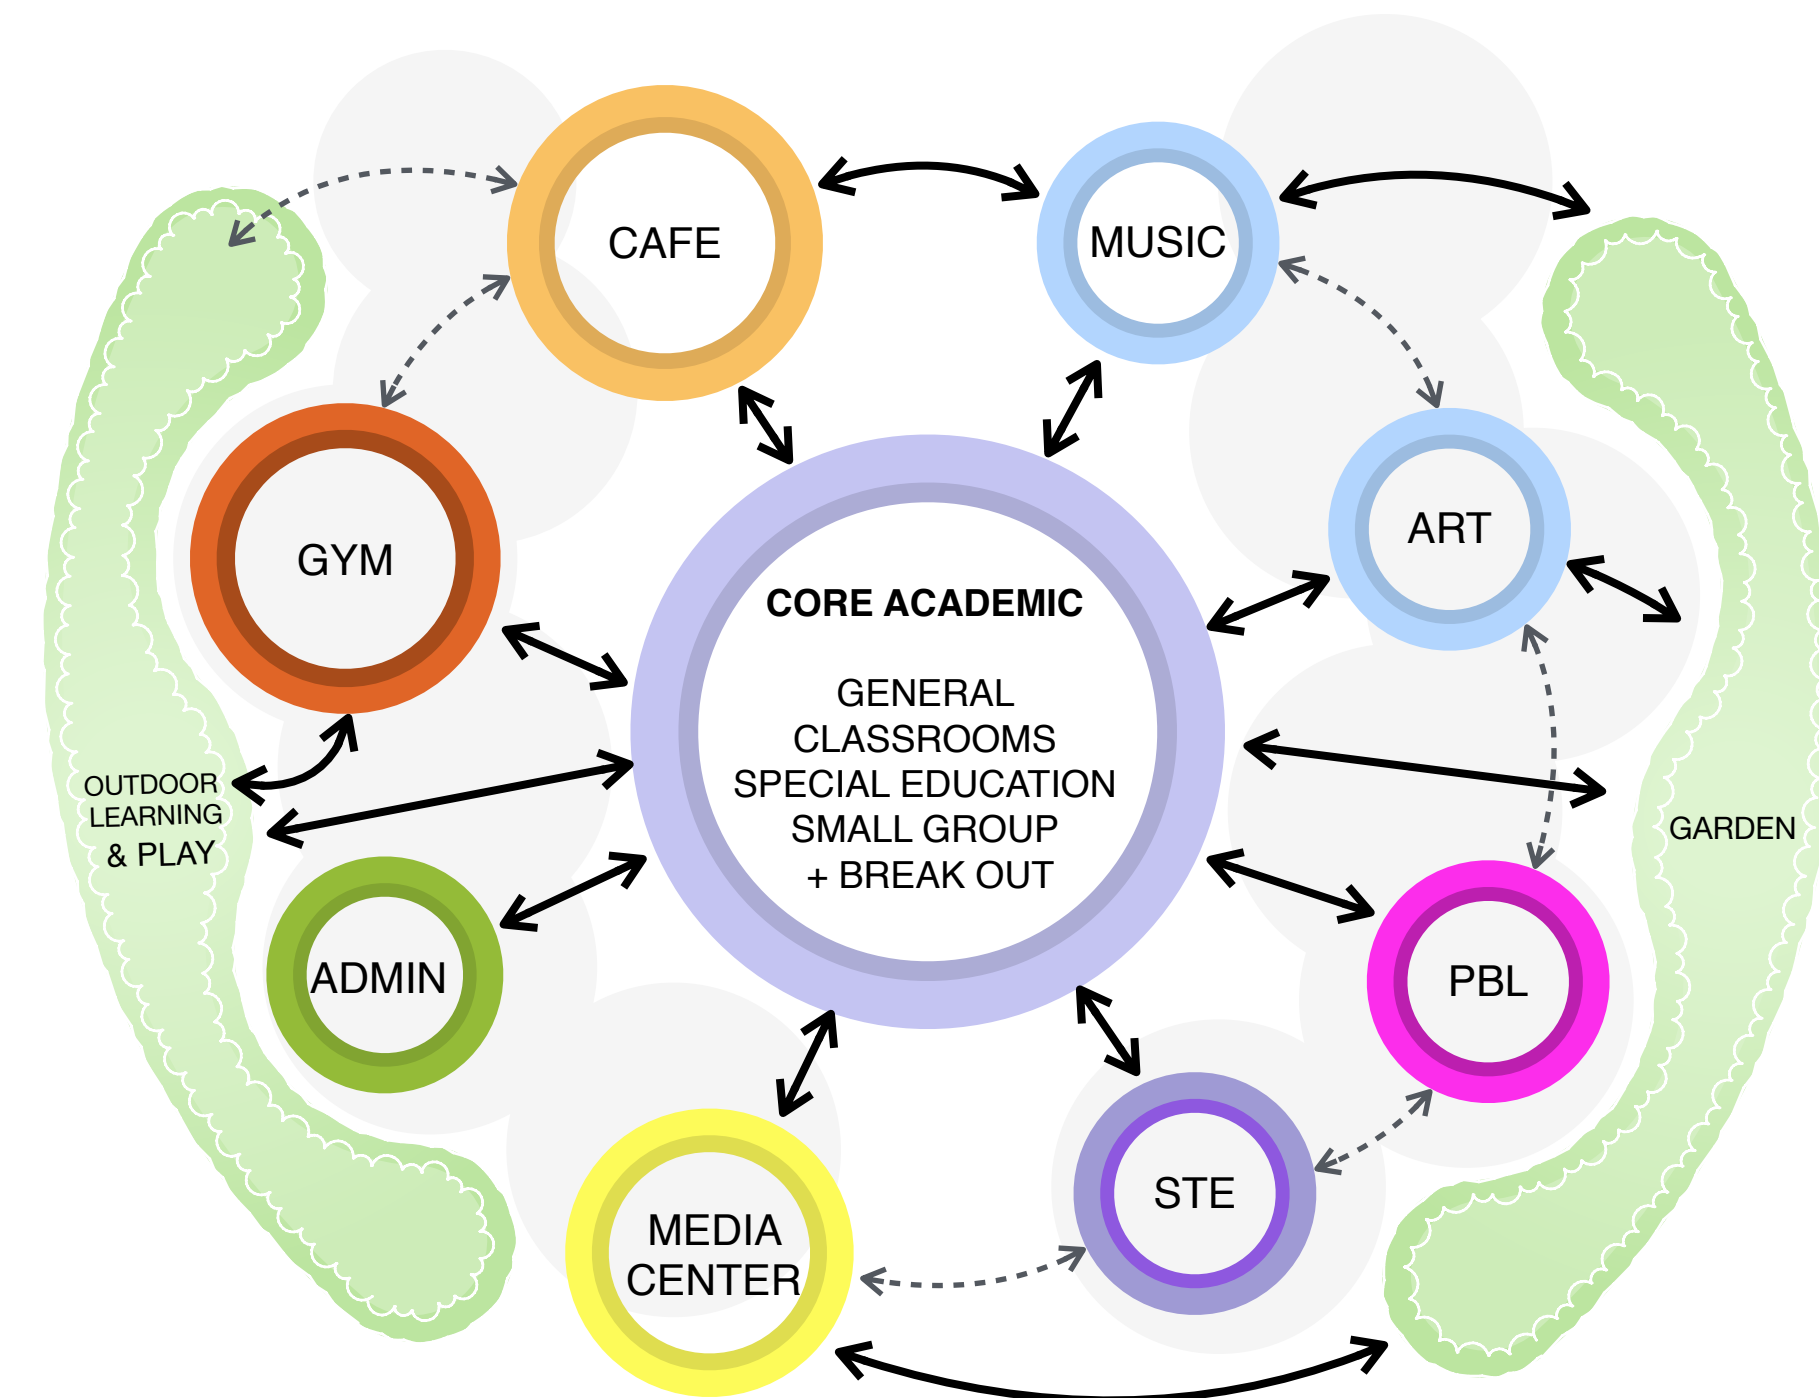 CAFE
MUSIC
GYM
ART
CORE ACADEMIC
GENERAL
CLASSROOMS
SPECIAL EDUCATION
SMALL GROUP
+ BREAK OUT
OUTDOOR
LEARNING
& PLAY
GARDEN
ADMIN
PBL
MEDIA
CENTER
STE